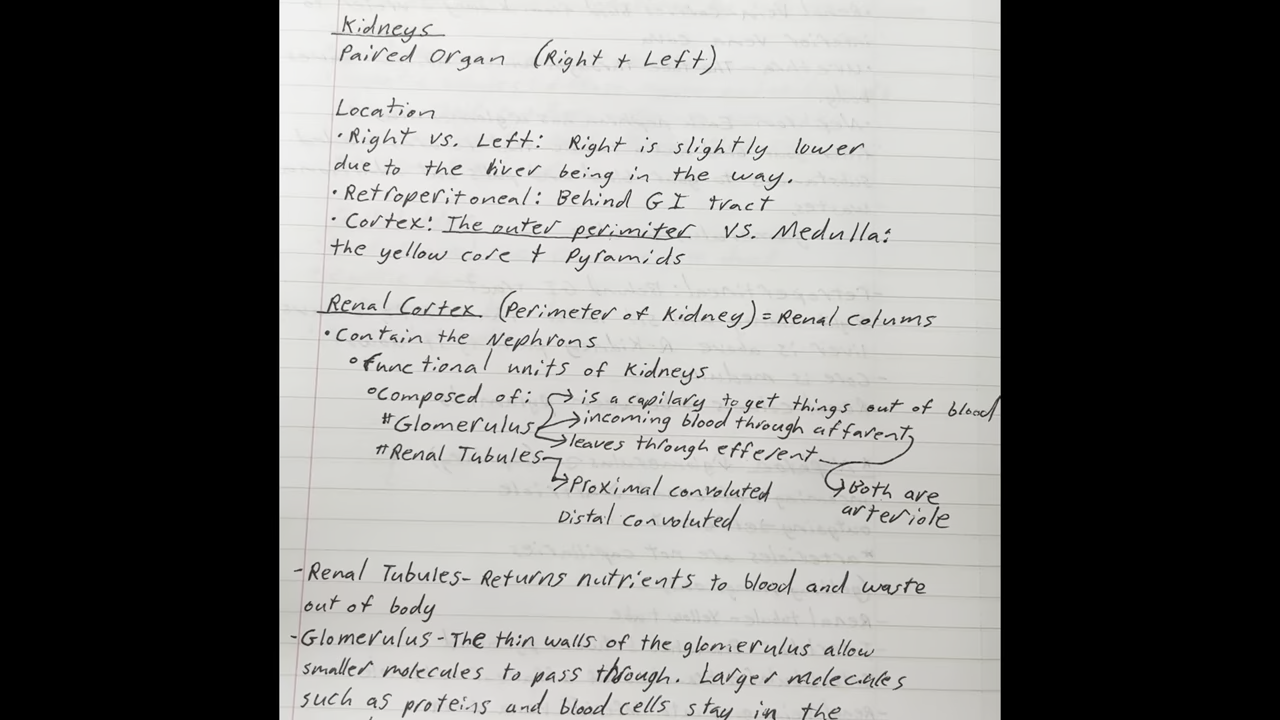 Kidneys
Paired Organ (Right + Left)
Location
• Right vs. Left: Right is slightly lower
due to the liver being in the way.
• Retroperitoneal: Behind GI tract
• Cortex: The outer perimiter vs. Medulla:
the yellow core + Pyramids
Renal Cortex (Perimeter of Kidney) = Renal colums
• Contain the Nephrons
° Functional units of Kidneys
° Composed of: → is a capilary to get things out of blood
# Glomerulus → incoming blood through affarent
→ leaves through efferent
# Renal Tubules
→ Proximal convoluted → Both are
arteriole
Distal convoluted
- Renal Tubules - Returns nutrients to blood and waste
out of body
- Glomerulus - The thin walls of the glomerulus allow
smaller molecules to pass through. Larger molecules
such as proteins and blood cells stay in the